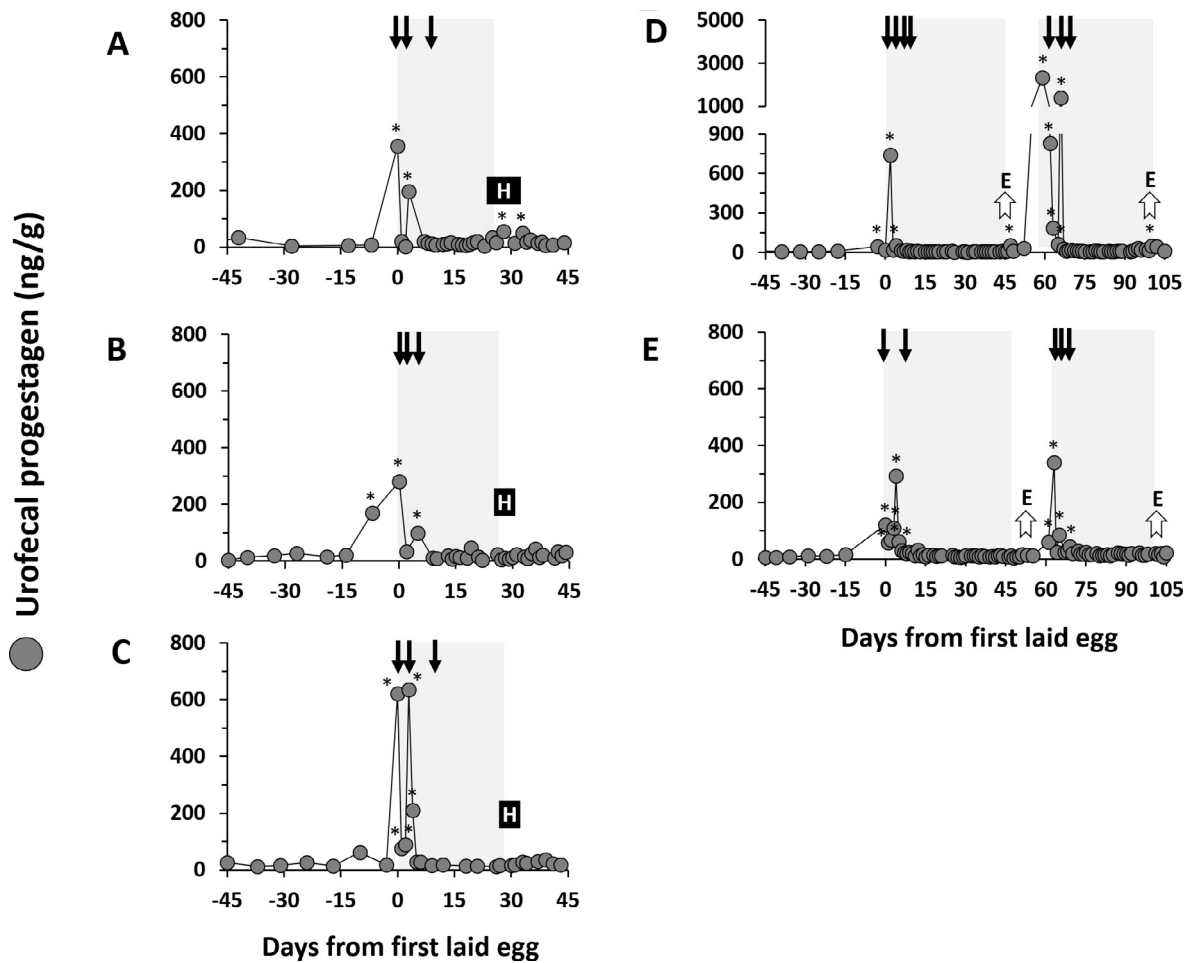 Urofecal progestagen (ng/g)
A
800
600
400
200
0
-45 -30 -15 0 15 30 45
* * H * *
B
800
600
400
200
0
-45 -30 -15 0 15 30 45
* * * H
C
800
600
400
200
0
-45 -30 -15 0 15 30 45
* * * * * H
Days from first laid egg
D
5000
3000
1000
900
600
300
0
-45 -30 -15 0 15 30 45 60 75 90 105
* * * E * * * * * E *
E
800
600
400
200
0
-45 -30 -15 0 15 30 45 60 75 90 105
* * * * * * E * * * * E
Days from first laid egg